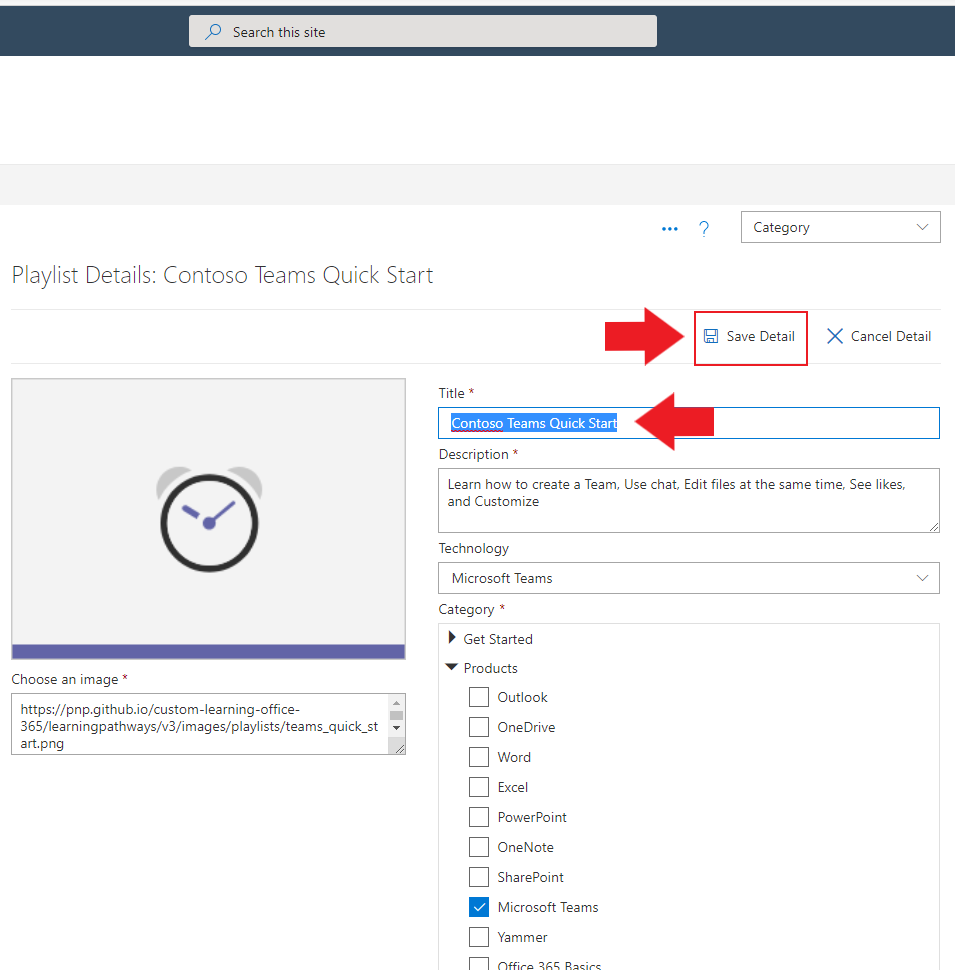 Search this site
Category
Playlist Details: Contoso Teams Quick Start
Save Detail
Cancel Detail
Title *
Contoso Teams Quick Start
Description *
Learn how to create a Team, Use chat, Edit files at the same time, See likes,
and Customize
Technology
Microsoft Teams
Category *
Get Started
Products
Outlook
OneDrive
Word
Excel
PowerPoint
OneNote
SharePoint
Microsoft Teams
Yammer
Office 365 Basics
Choose an image *
https://pnp.github.io/custom-learning-office-
365/learningpathways/v3/images/playlists/teams_quick_st
art.png